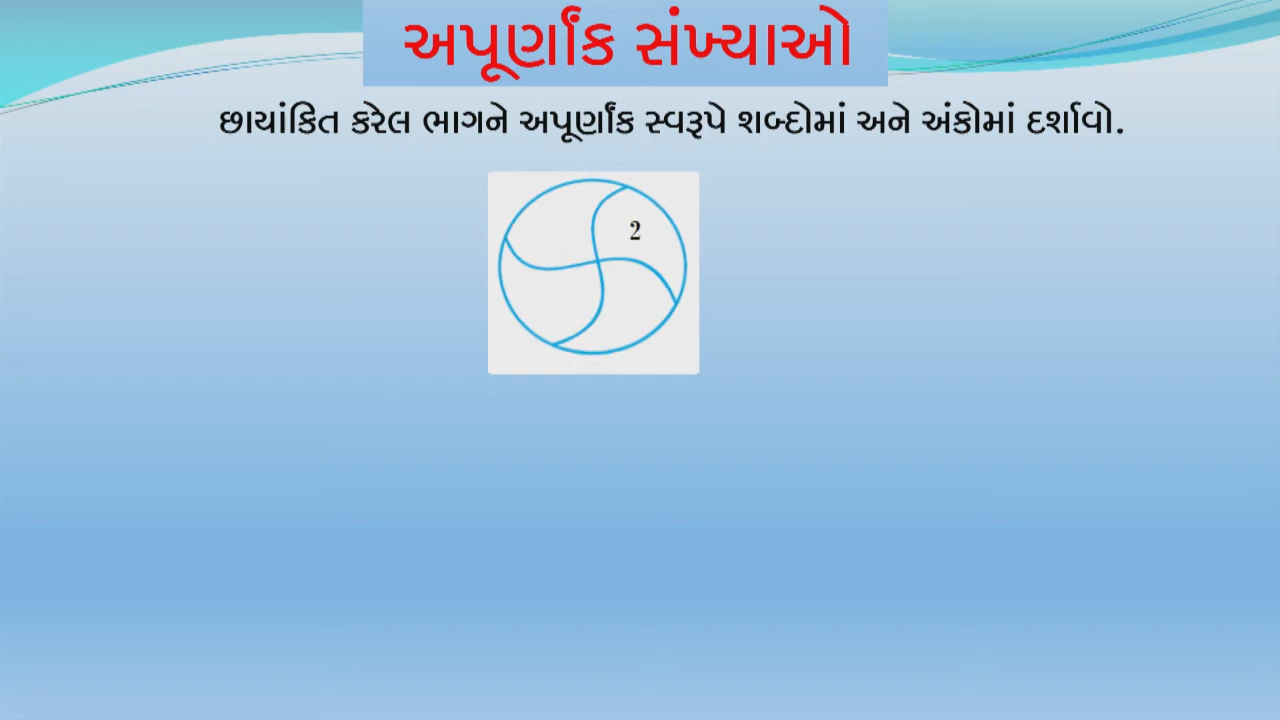 અપૂર્ણાંક સંખ્યાઓ
છાયાંકિત કરેલ ભાગને અપૂર્ણાંક સ્વરૂપે શબ્દોમાં અને અંકોમાં દર્શાવો.
2